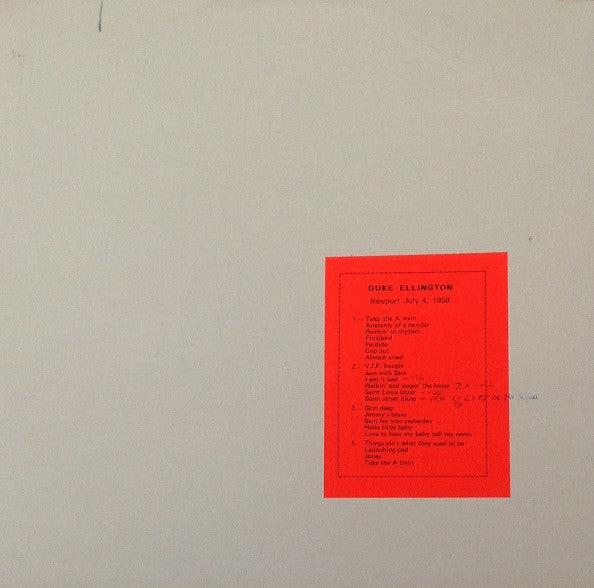 DUKE ELLINGTON
Newport July 4, 1959
1.- Take the A train
Anatomy of a murder
Rockin' in rhythm
Flirtbird
Perdido
Cop out
Almost cried
2.- V.I.P. boogie
Jam with Sam
I got it bad
Walkin' and singin' the blues
Saint Louis blues
Basin street blues
3.- Skin deep
Jimmy's blues
Sent for you yesterday
Hello little baby
Love to hear my baby call my name
4.- Things ain't what they used to be
Launching pad
Jones
Take the A train